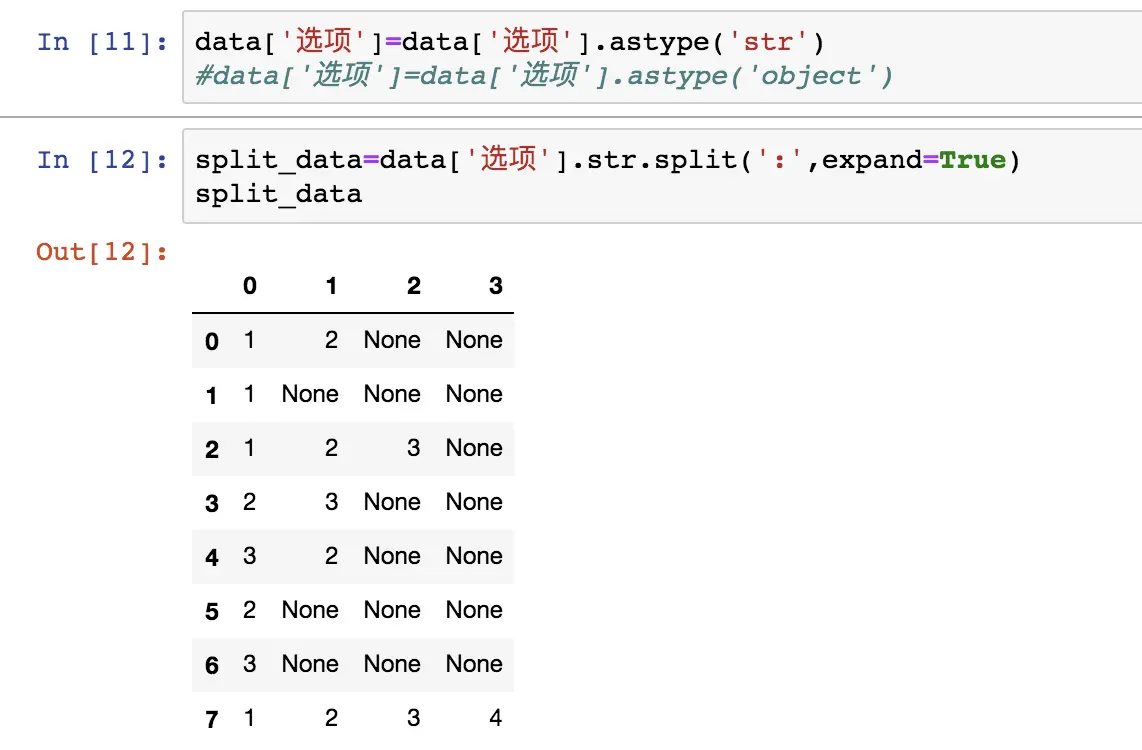 In [11]: data['选项']=data['选项'].astype('str')
#data['选项']=data['选项'].astype('object')
In [12]: split_data=data['选项'].str.split(':',expand=True)
split_data
Out[12]:
0 1 2 3
0 1 2 None None
1 1 None None None
2 1 2 3 None
3 2 3 None None
4 3 2 None None
5 2 None None None
6 3 None None None
7 1 2 3 4